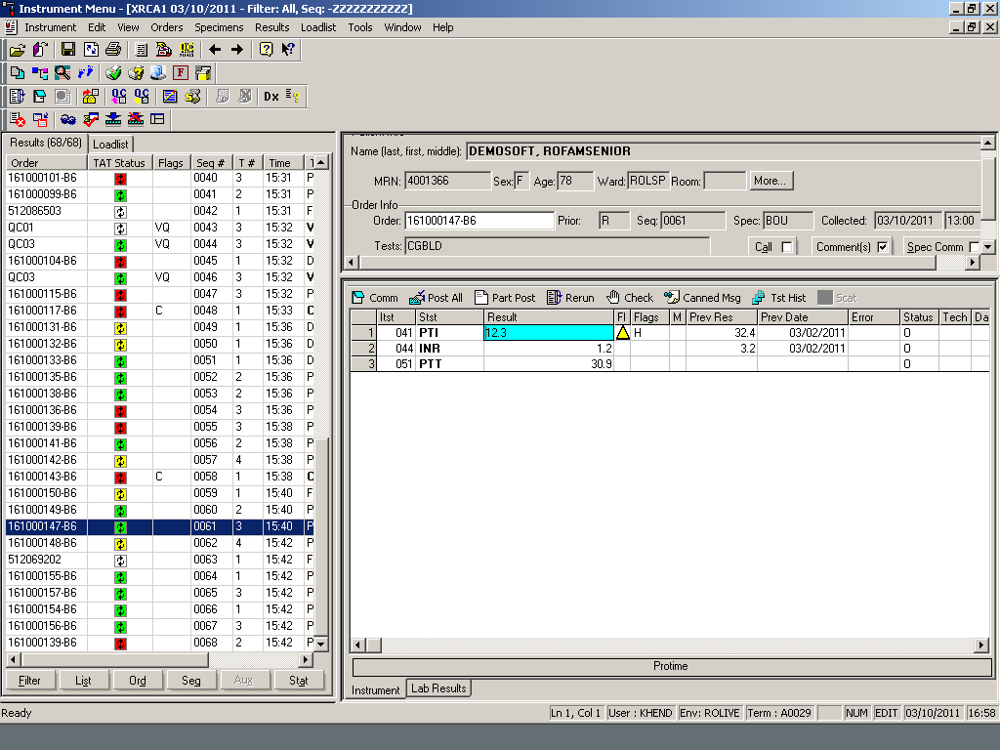 Instrument Menu - [XRCA1 03/10/2011 - Filter: All, Seq: -ZZZZZZZZZZZ]
Instrument Edit View Orders Specimens Results Loadlist Tools Window Help
F
QC QC Dx
Results (68/68) Loadlist
Order TAT Status Flags Seq # T # Time
161000101-B6 0040 3 15:31 P
161000099-B6 0041 2 15:31 P
512086503 0042 1 15:31 F
QC01 VQ 0043 3 15:32 V
QC03 VQ 0044 3 15:32 V
161000104-B6 0045 1 15:32 D
QC03 VQ 0046 3 15:32 V
161000115-B6 0047 3 15:32 P
161000117-B6 C 0048 1 15:33 C
161000131-B6 0049 1 15:36 D
161000132-B6 0050 1 15:36 D
161000133-B6 0051 1 15:36 D
161000135-B6 0052 2 15:36 P
161000138-B6 0053 2 15:36 P
161000136-B6 0054 3 15:36 P
161000139-B6 0055 3 15:38 P
161000141-B6 0056 2 15:38 P
161000142-B6 0057 4 15:38 P
161000143-B6 C 0058 1 15:38 C
161000150-B6 0059 1 15:40 F
161000149-B6 0060 2 15:40 P
161000147-B6 0061 3 15:40 P
161000148-B6 0062 4 15:42 P
512069202 0063 1 15:42 F
161000155-B6 0064 1 15:42 P
161000157-B6 0065 3 15:42 P
161000154-B6 0066 1 15:42 P
161000156-B6 0067 3 15:42 P
161000139-B6 0068 2 15:42 P
Filter List Ord Seg Aux Stat
Name (last, first, middle): DEMOSOFT, ROFAMSENIOR
MRN: 4001366 Sex: F Age: 78 Ward: ROLSP Room: More...
Order Info
Order: 161000147-B6 Prior: R Seq: 0061 Spec: BOU Collected: 03/10/2011 13:00
Tests: CGBLD Call Comment(s) Spec Comm
Comm Post All Part Post Rerun Check Canned Msg Tst Hist Scat
Itst Stst Result Fl Flags M Prev Res Prev Date Error Status Tech Da
1 041 PTI 12.3 H 32.4 03/02/2011 O
2 044 INR 1.2 3.2 03/02/2011 O
3 051 PTT 30.9 O
Protime
Instrument Lab Results
Ready Ln 1, Col 1 User : KHEND Env: ROLIVE Term : A0029 NUM EDIT 03/10/2011 16:58